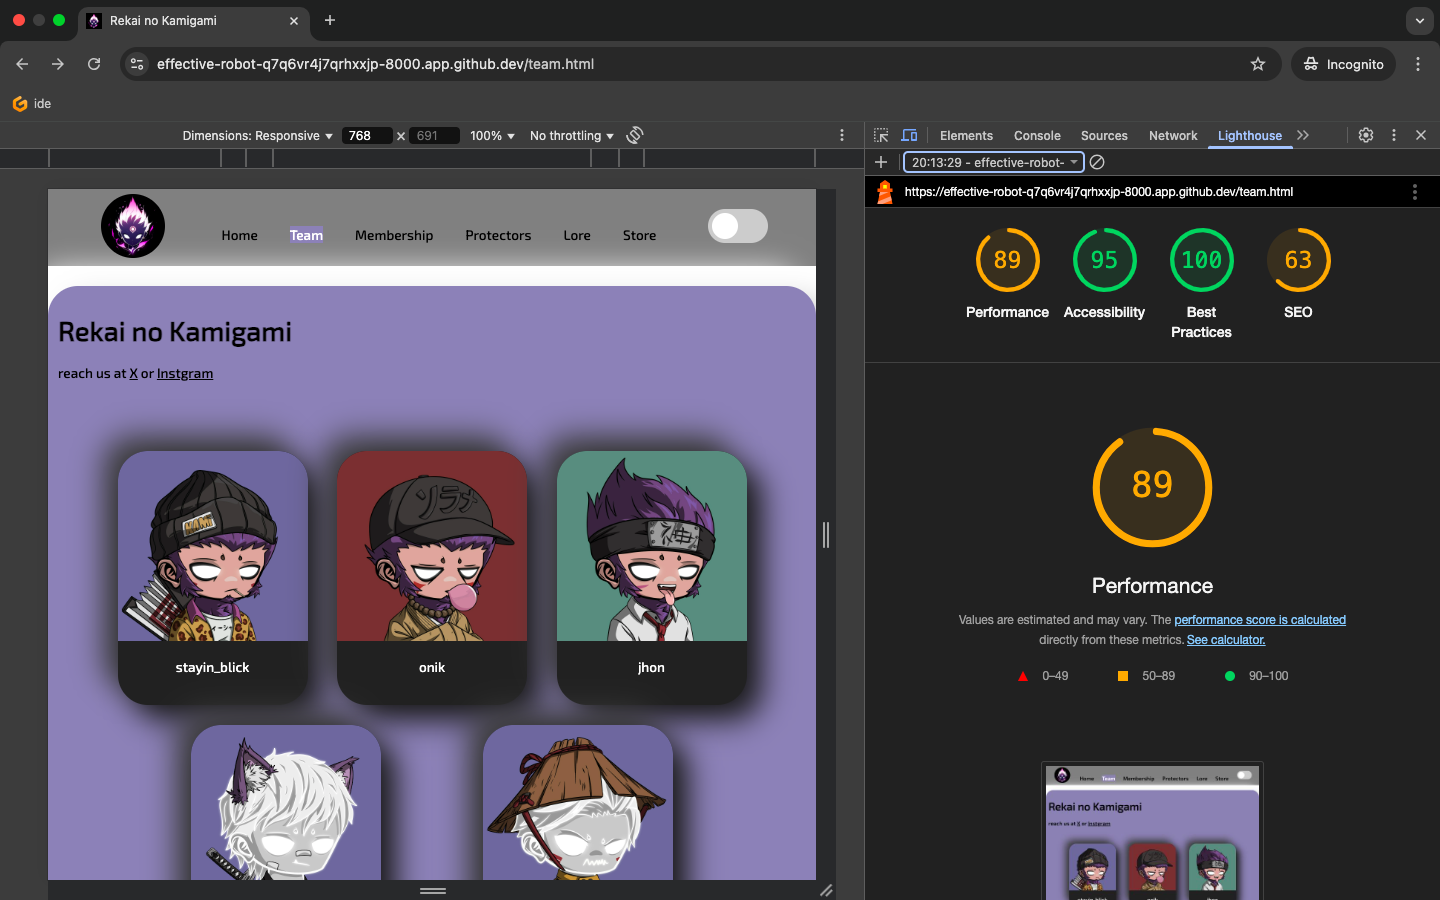 Rekai no Kamigami
effective-robot-q7q6vr4j7qrhxxjp-8000.app.github.dev/team.html
Incognito
ide
Dimensions: Responsive
768
691
100%
No throttling
Elements
Console
Sources
Network
Lighthouse
20:13:29 - effective-robot-
https://effective-robot-q7q6vr4j7qrhxxjp-8000.app.github.dev/team.html
Home
Team
Membership
Protectors
Lore
Store
Rekai no Kamigami
reach us at X or Instgram
ソラメ
stayin_blick
onik
jhon
89
95
100
63
Performance
Accessibility
Best
Practices
SEO
89
Performance
Values are estimated and may vary. The performance score is calculated
directly from these metrics. See calculator.
0–49
50–89
90–100
Home
Team
Membership
Protectors
Lore
Store
Rekai no Kamigami
reach us at X or Instgram